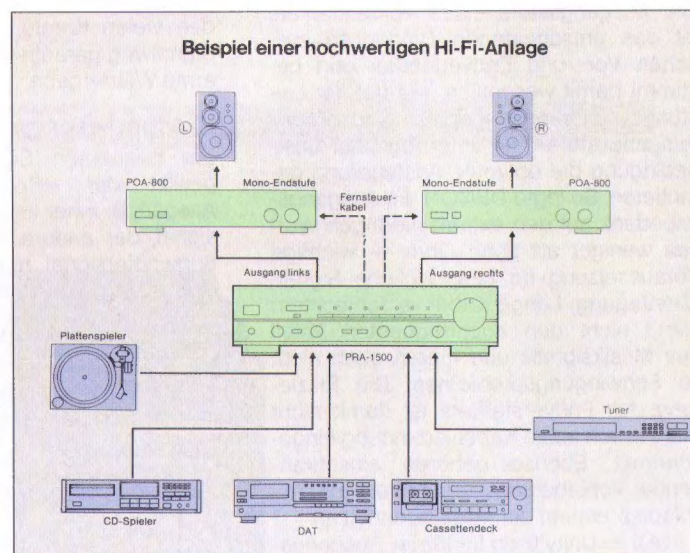 Beispiel einer hochwertigen Hi-Fi-Anlage
L
R
POA-800
Mono-Endstufe
Fernsteuer-
kabel
Mono-Endstufe
POA-800
Ausgang links
Ausgang rechts
PRA-1500
Plattenspieler
Tuner
CD-Spieler
DAT
Cassettendeck